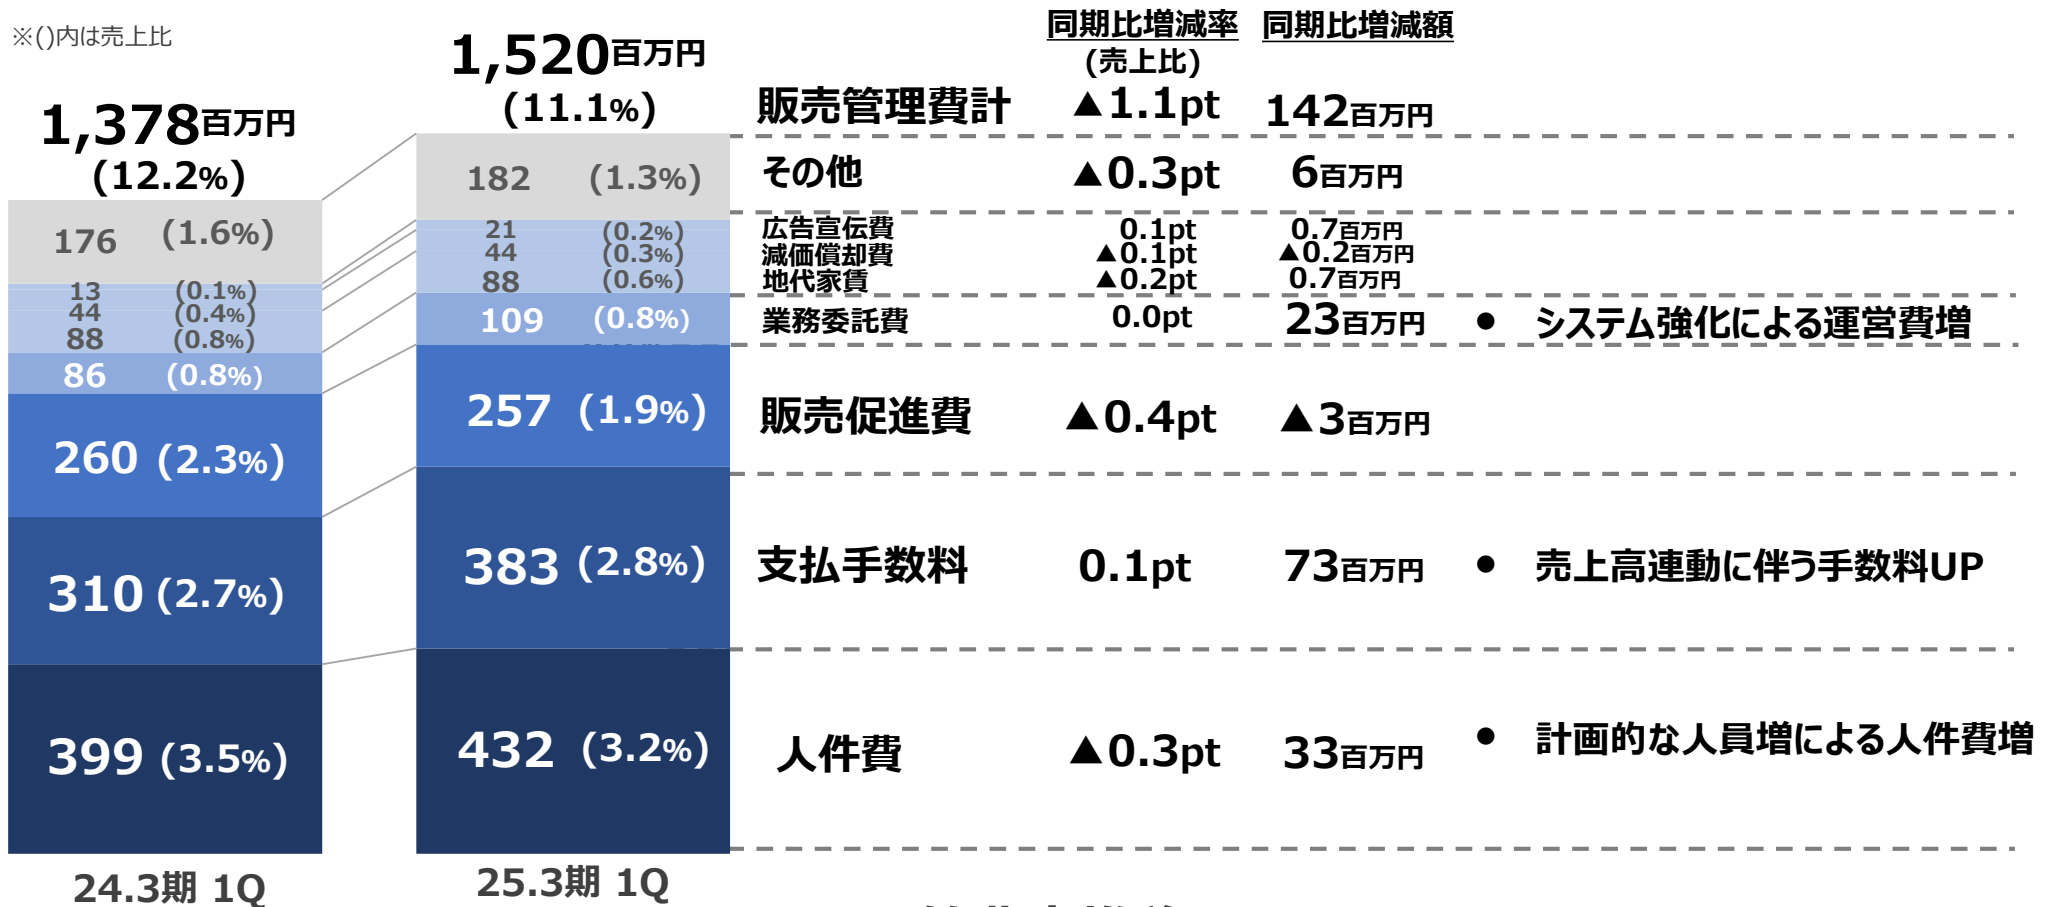 ※()内は売上比
1,378百万円
(12.2%)
176 (1.6%)
13 (0.1%)
44 (0.4%)
88 (0.8%)
86 (0.8%)
260 (2.3%)
310 (2.7%)
399 (3.5%)
24.3期 1Q
1,520百万円
(11.1%)
182 (1.3%)
21 (0.2%)
44 (0.3%)
88 (0.6%)
109 (0.8%)
257 (1.9%)
383 (2.8%)
432 (3.2%)
25.3期 1Q
同期比増減率 同期比増減額
(売上比)
販売管理費計 ▲1.1pt 142百万円
その他 ▲0.3pt 6百万円
広告宣伝費 0.1pt 0.7百万円
減価償却費 ▲0.1pt ▲0.2百万円
地代家賃 ▲0.2pt 0.7百万円
業務委託費 0.0pt 23百万円 ● システム強化による運営費増
販売促進費 ▲0.4pt ▲3百万円
支払手数料 0.1pt 73百万円 ● 売上高連動に伴う手数料UP
人件費 ▲0.3pt 33百万円 ● 計画的な人員増による人件費増